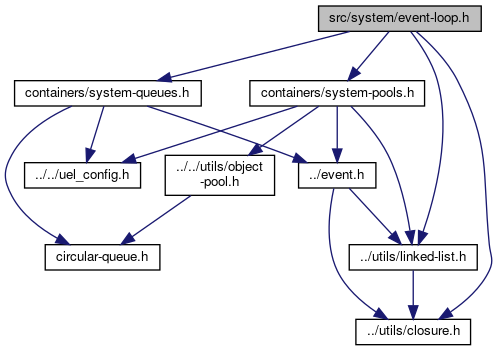 src/system/event-loop.h
containers/system-queues.h
containers/system-pools.h
../../uel_config.h
../../utils/object
-pool.h
../event.h
circular-queue.h
../utils/linked-list.h
../utils/closure.h